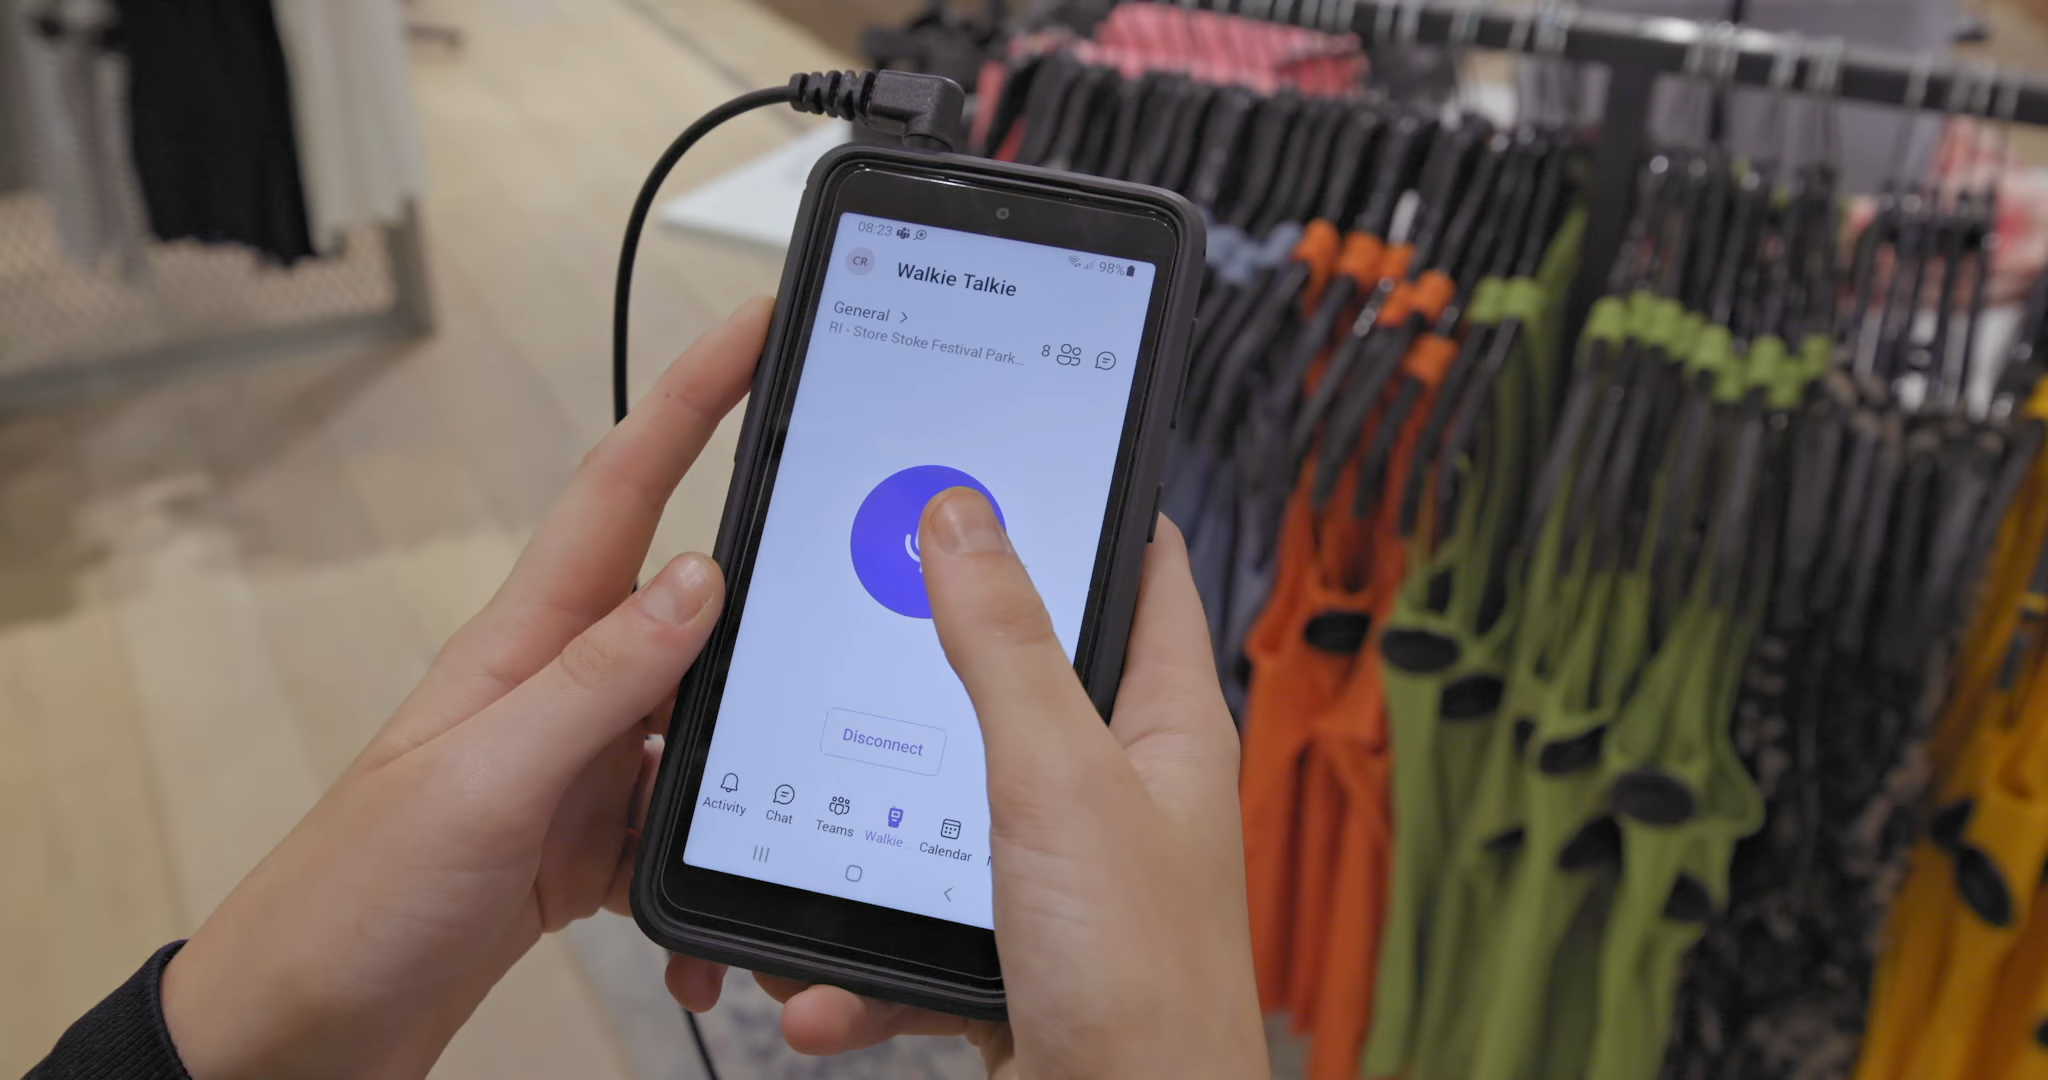 08:23
98%
CR
Walkie Talkie
General
RI - Store Stoke Festival Park...
8
Disconnect
Activity
Chat
Teams
Walkie...
Calendar